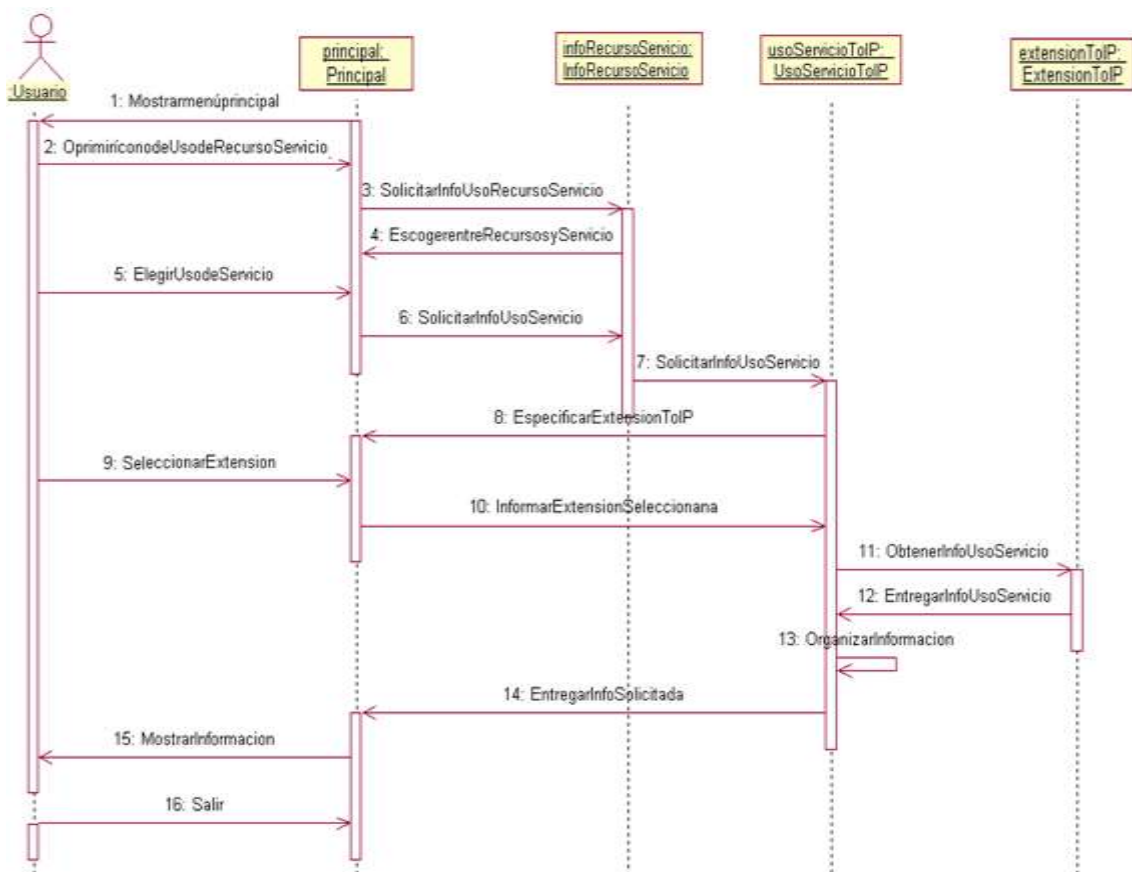 principal:
Principal
infoRecursoServicio:
InfoRecursoServicio
usoServicioToIP:
UsoServicioToIP
extensionToIP:
ExtensionToIP
:Usuario
1: Mostrarmenúprincipal
2: OprimiríconodeUsodeRecursoServicio
3: SolicitarInfoUsoRecursoServicio
4: EscogerentreRecursosyServicio
5: ElegirUsodeServicio
6: SolicitarInfoUsoServicio
7: SolicitarInfoUsoServicio
8: EspecificarExtensionToIP
9: SeleccionarExtension
10: InformarExtensionSeleccionana
11: ObtenerInfoUsoServicio
12: EntregarInfoUsoServicio
13: OrganizarInformacion
14: EntregarInfoSolicitada
15: MostrarInformacion
16: Salir